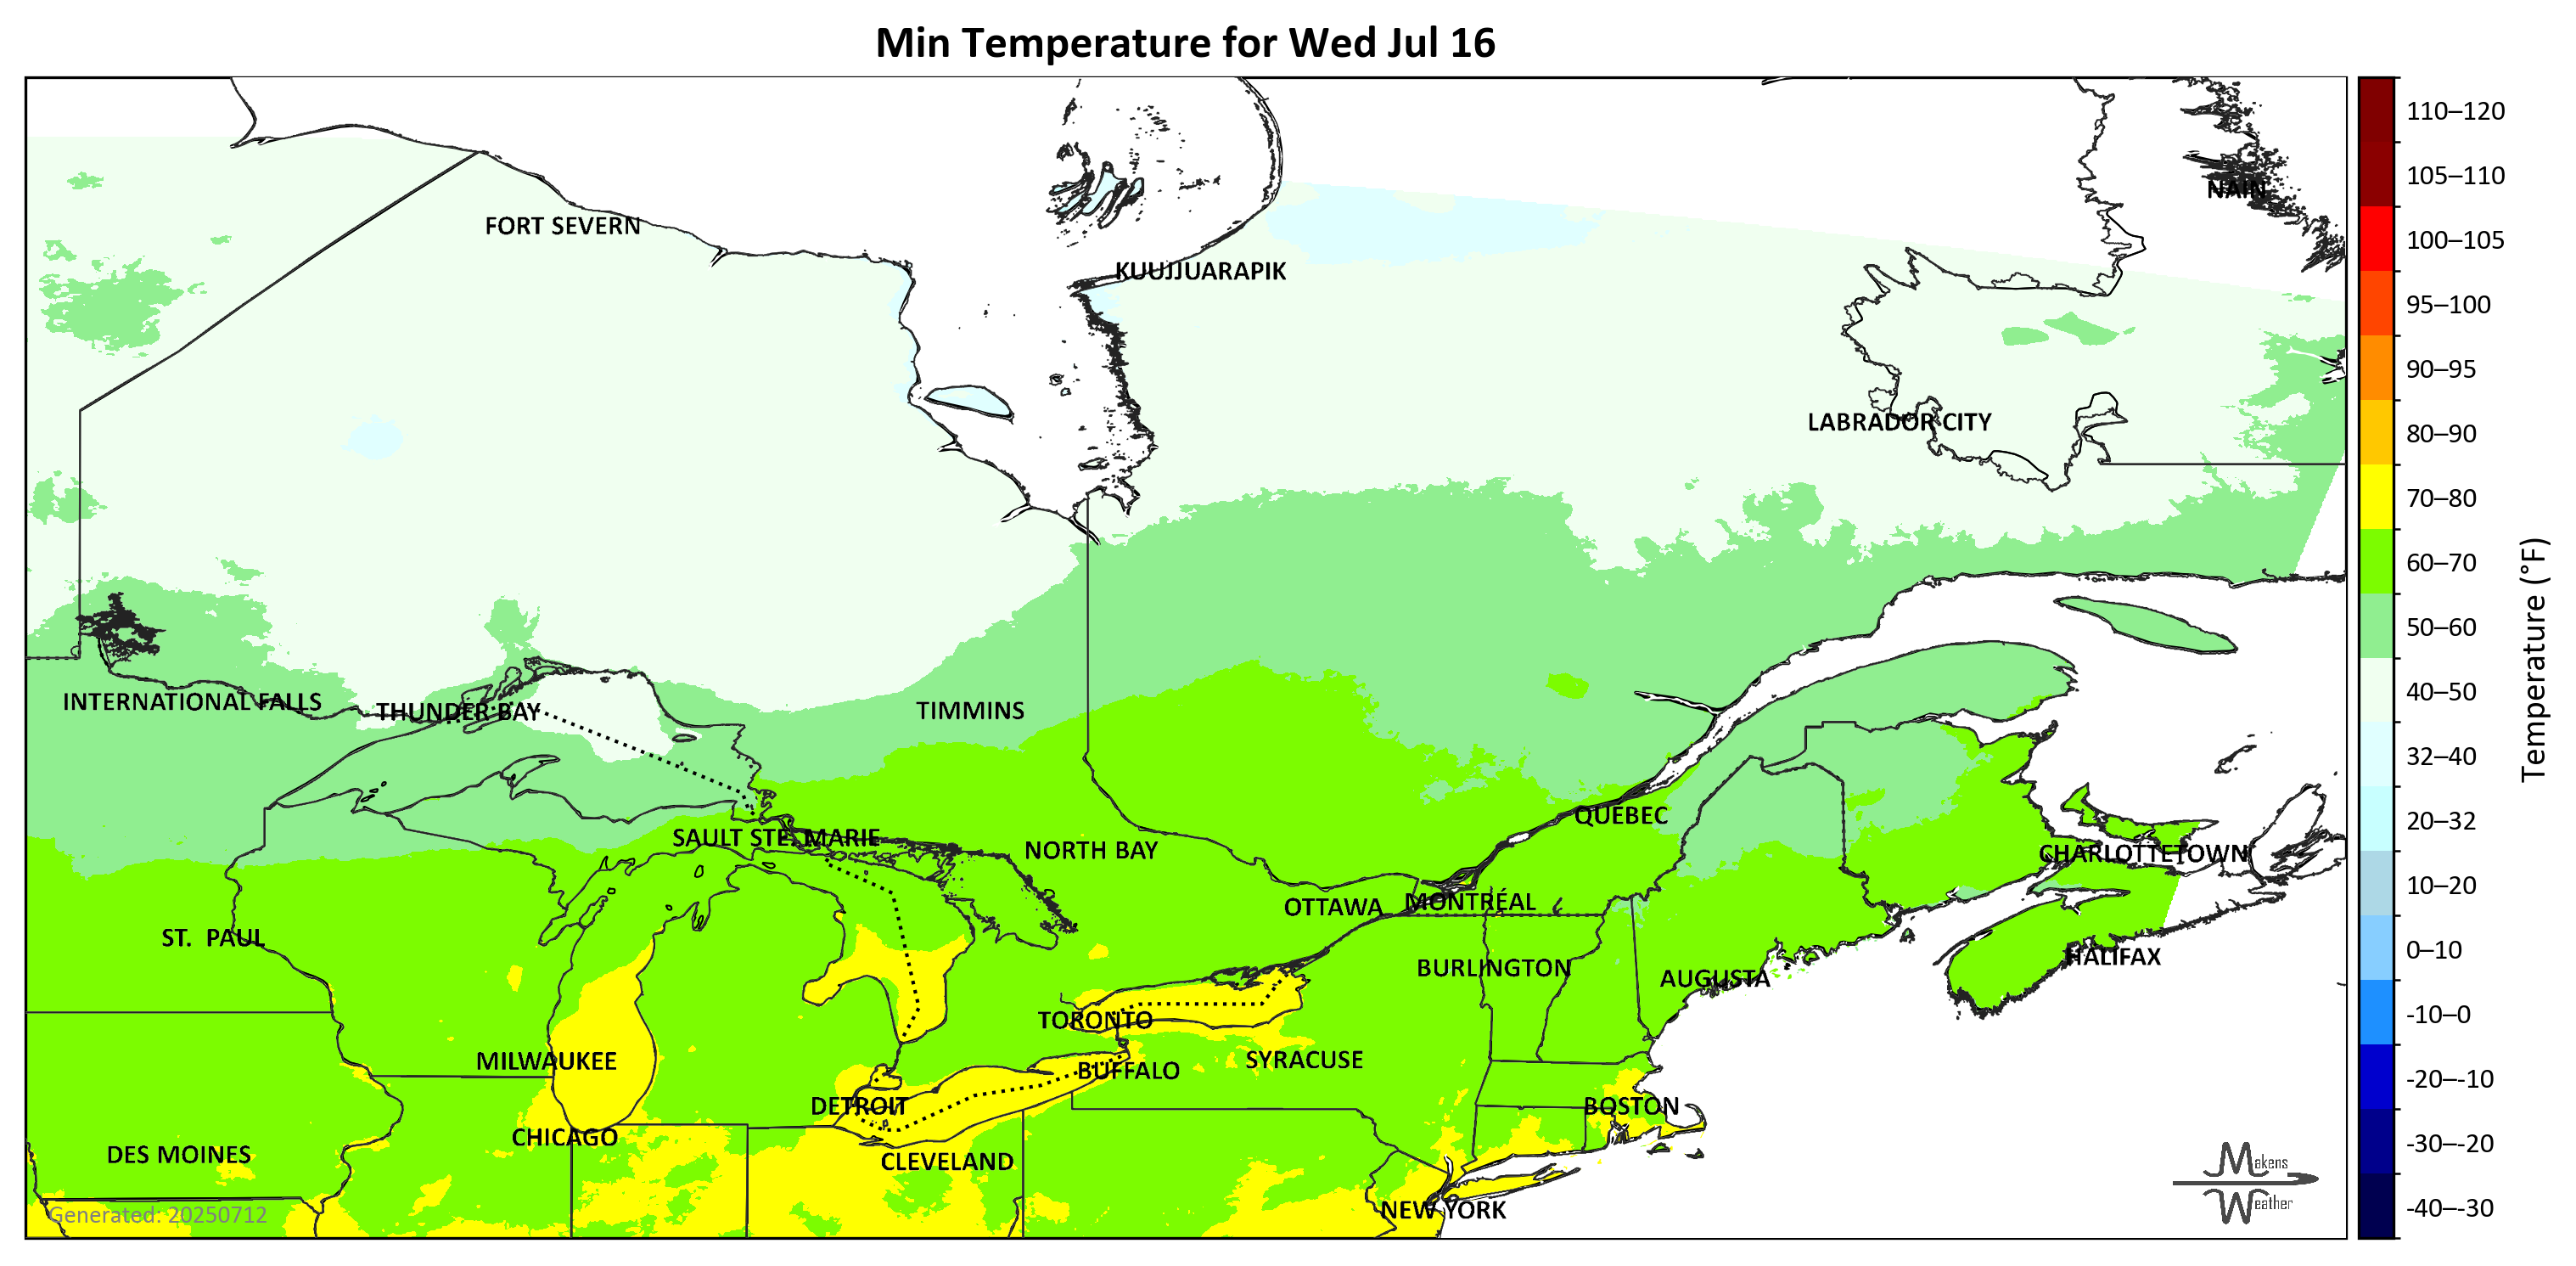 Min Temperature for Wed Jul 16
FORT SEVERN
KUUJJUARAPIK
NAIN
LABRADOR CITY
INTERNATIONAL FALLS
THUNDER BAY
TIMMINS
SAULT STE. MARIE
NORTH BAY
QUEBEC
CHARLOTTETOWN
OTTAWA
MONTRÉAL
ST. PAUL
BURLINGTON
AUGUSTA
HALIFAX
TORONTO
MILWAUKEE
SYRACUSE
BUFFALO
DETROIT
BOSTON
CHICAGO
DES MOINES
CLEVELAND
NEW YORK
Generated: 20250712
Makens
Weather
110–120
105–110
100–105
95–100
90–95
80–90
70–80
60–70
50–60
40–50
32–40
20–32
10–20
0–10
-10–0
-20–-10
-30–-20
-40–-30
Temperature (°F)